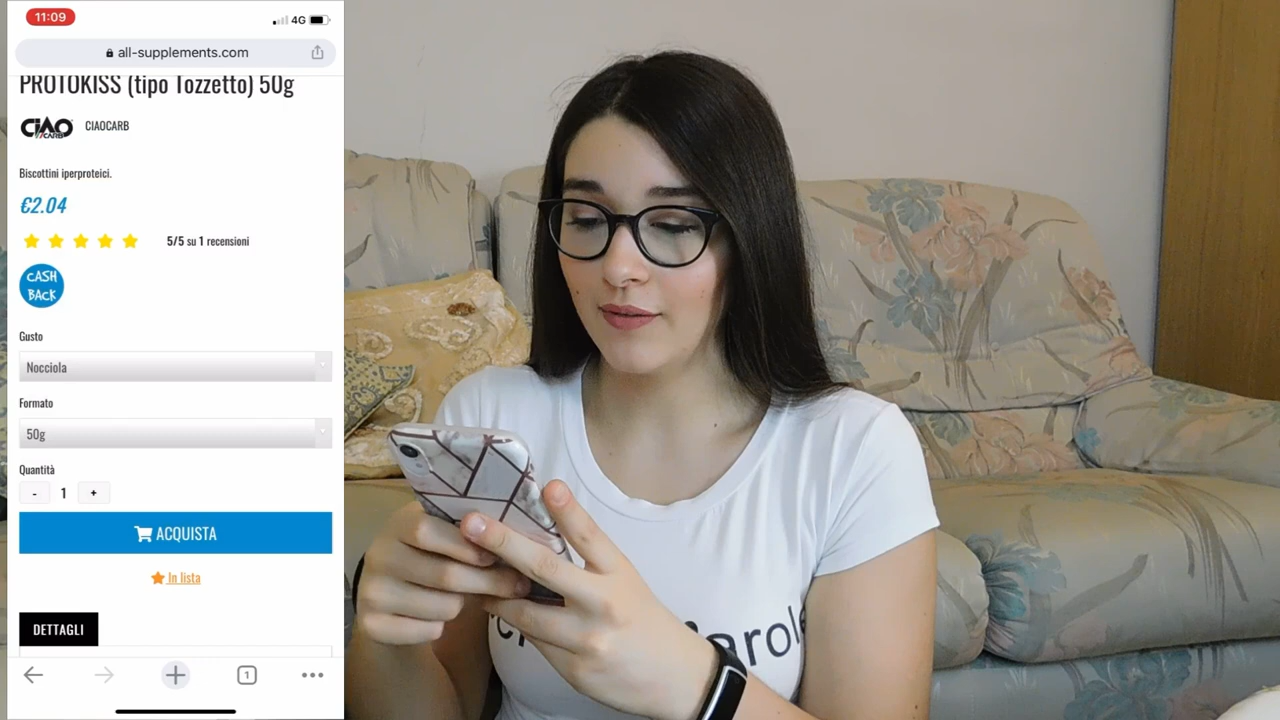 11:09
4G
all-supplements.com
PROTOKISS (tipo Tozzetto) 50g
CiAO
CARB
CIAOCARB
Biscottini iperproteici.
€2.04
5/5 su 1 recensioni
CASH
BACK
Gusto
Nocciola
Formato
50g
Quantità
- 1 +
ACQUISTA
In lista
DETTAGLI
1